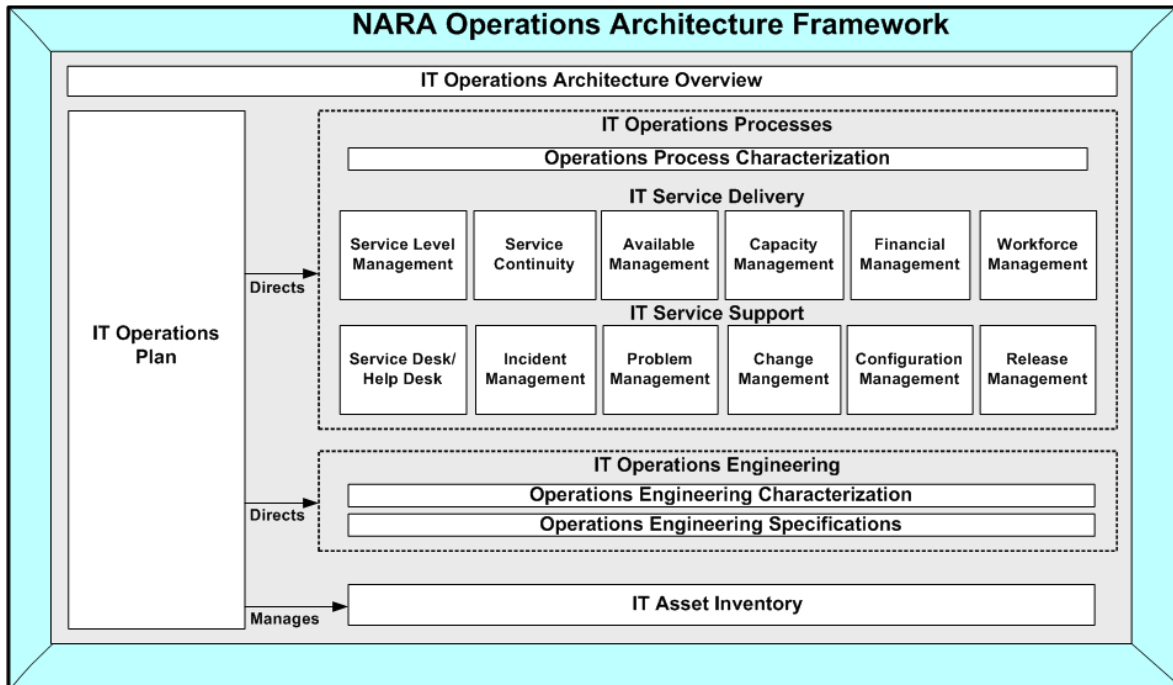 NARA Operations Architecture Framework
IT Operations Architecture Overview
IT Operations
Plan
Directs
Directs
Manages
IT Operations Processes
Operations Process Characterization
IT Service Delivery
Service Level
Management
Service
Continuity
Available
Management
Capacity
Management
Financial
Management
Workforce
Management
IT Service Support
Service Desk/
Help Desk
Incident
Management
Problem
Management
Change
Mangement
Configuration
Management
Release
Management
IT Operations Engineering
Operations Engineering Characterization
Operations Engineering Specifications
IT Asset Inventory